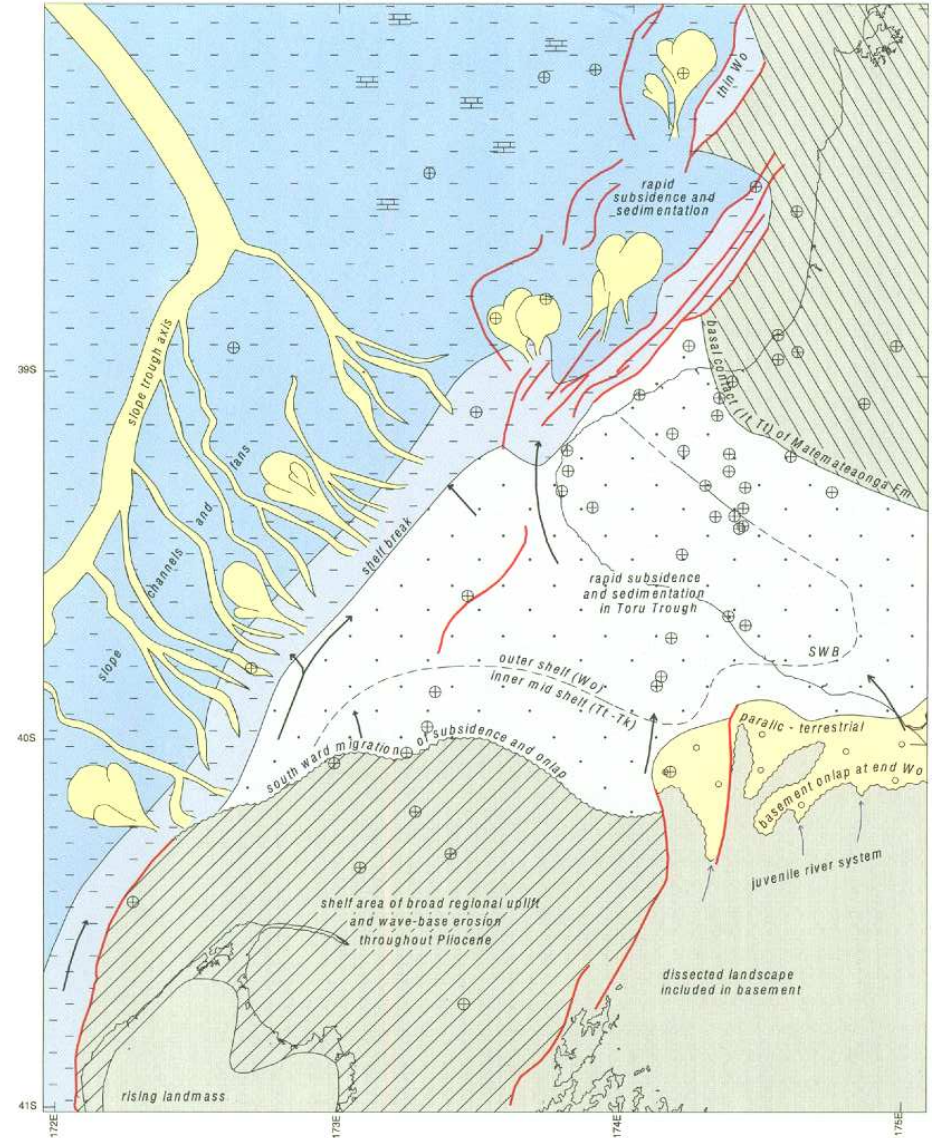 thin Wo
rapid
subsidence and
sedimentation
slope trough axis
39S
basal contact (lt. Tt) of Matemateaonga Fm
slope channels and fans
shelf break
rapid subsidence
and sedimentation
in Toru Trough
SWB
outer shelf (Wo)
inner mid shelf (Tt-Tk)
40S
paralic - terrestrial
south ward migration of subsidence and onlap
basement onlap at end Wo
juvenile river system
shelf area of broad regional uplift
and wave-base erosion
throughout Pliocene
dissected landscape
included in basement
rising landmass
41S
172E
173E
174E
175E